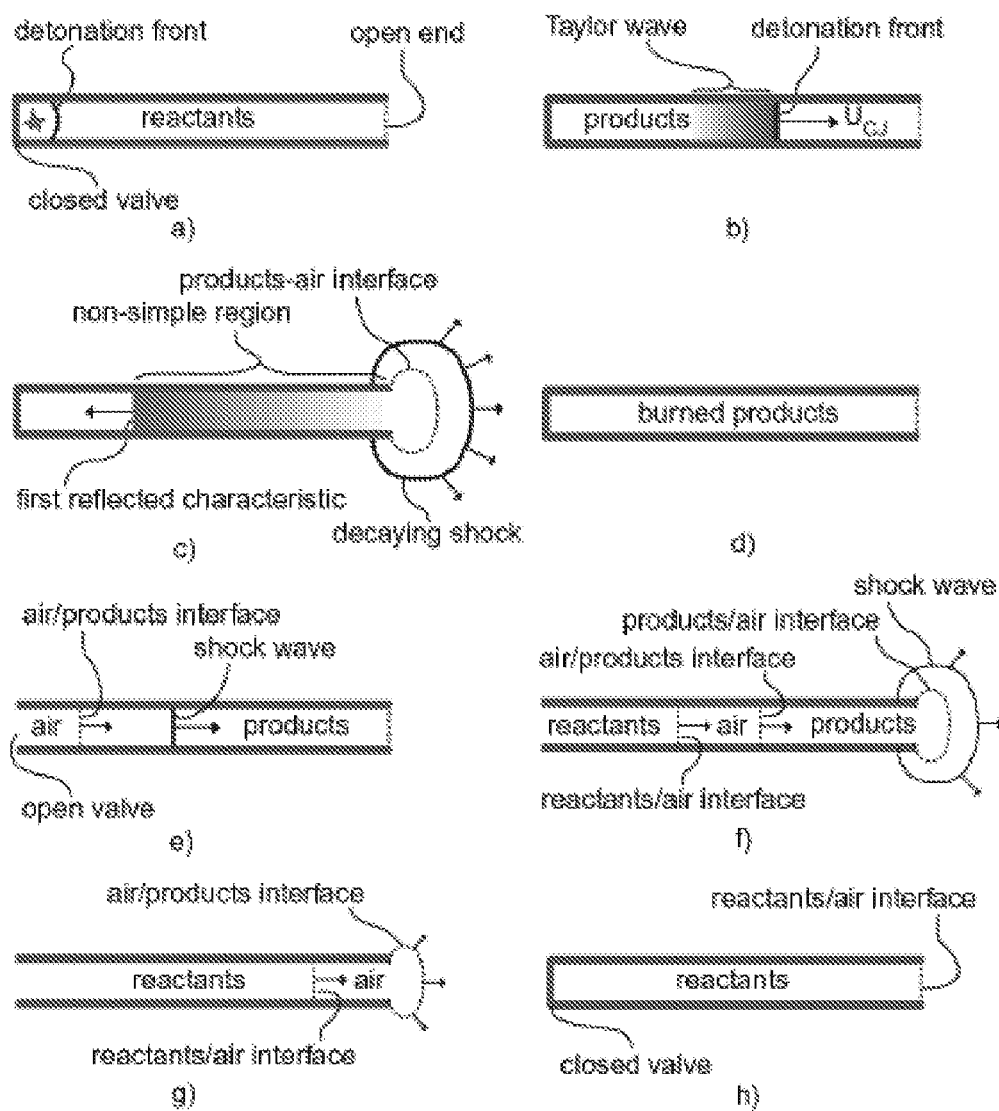 detonation front
open end
reactants
closed valve
a)
Taylor wave
detonation front
products
U_CJ
b)
products-air interface
non-simple region
first reflected characteristic
decaying shock
c)
burned products
d)
air/products interface
shock wave
air
products
open valve
e)
shock wave
products/air interface
air/products interface
reactants
air
products
reactants/air interface
f)
air/products interface
reactants
air
reactants/air interface
g)
reactants/air interface
reactants
closed valve
h)